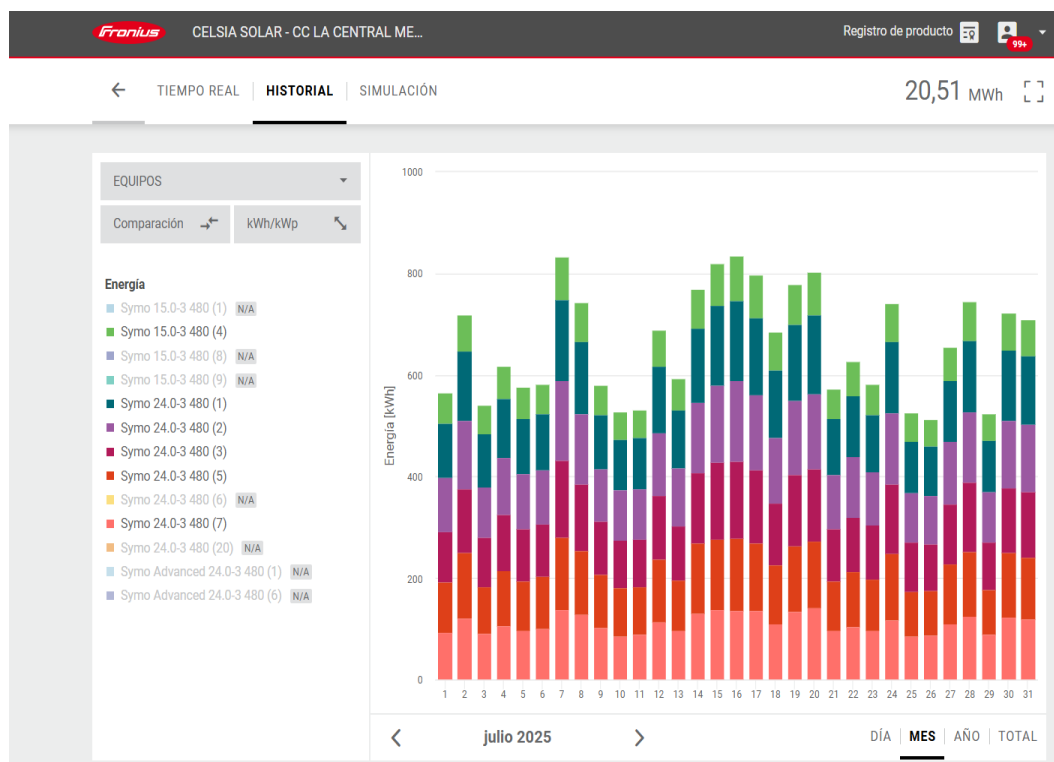 Fronius
CELSIA SOLAR - CC LA CENTRAL ME...
Registro de producto
99+
TIEMPO REAL
HISTORIAL
SIMULACIÓN
20,51 MWh
EQUIPOS
Comparación
kWh/kWp
Energía
Symo 15.0-3 480 (1) N/A
Symo 15.0-3 480 (4)
Symo 15.0-3 480 (8) N/A
Symo 15.0-3 480 (9) N/A
Symo 24.0-3 480 (1)
Symo 24.0-3 480 (2)
Symo 24.0-3 480 (3)
Symo 24.0-3 480 (5)
Symo 24.0-3 480 (6) N/A
Symo 24.0-3 480 (7)
Symo 24.0-3 480 (20) N/A
Symo Advanced 24.0-3 480 (1) N/A
Symo Advanced 24.0-3 480 (6) N/A
Energía [kWh]
1000
800
600
400
200
0
1 2 3 4 5 6 7 8 9 10 11 12 13 14 15 16 17 18 19 20 21 22 23 24 25 26 27 28 29 30 31
julio 2025
DÍA
MES
AÑO
TOTAL